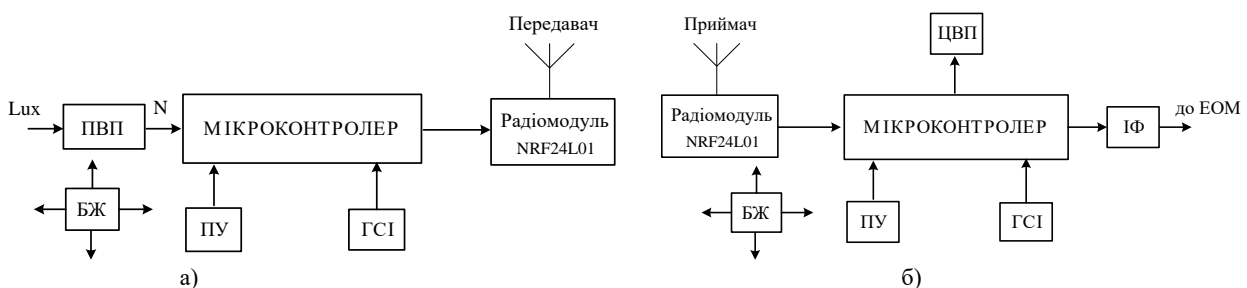 Передавач
Lux
ПВП
N
МІКРОКОНТРОЛЕР
Радіомодуль
NRF24L01
БЖ
ПУ
ГСІ
а)
Приймач
ЦВП
Радіомодуль
NRF24L01
МІКРОКОНТРОЛЕР
ІФ
до ЕОМ
БЖ
ПУ
ГСІ
б)